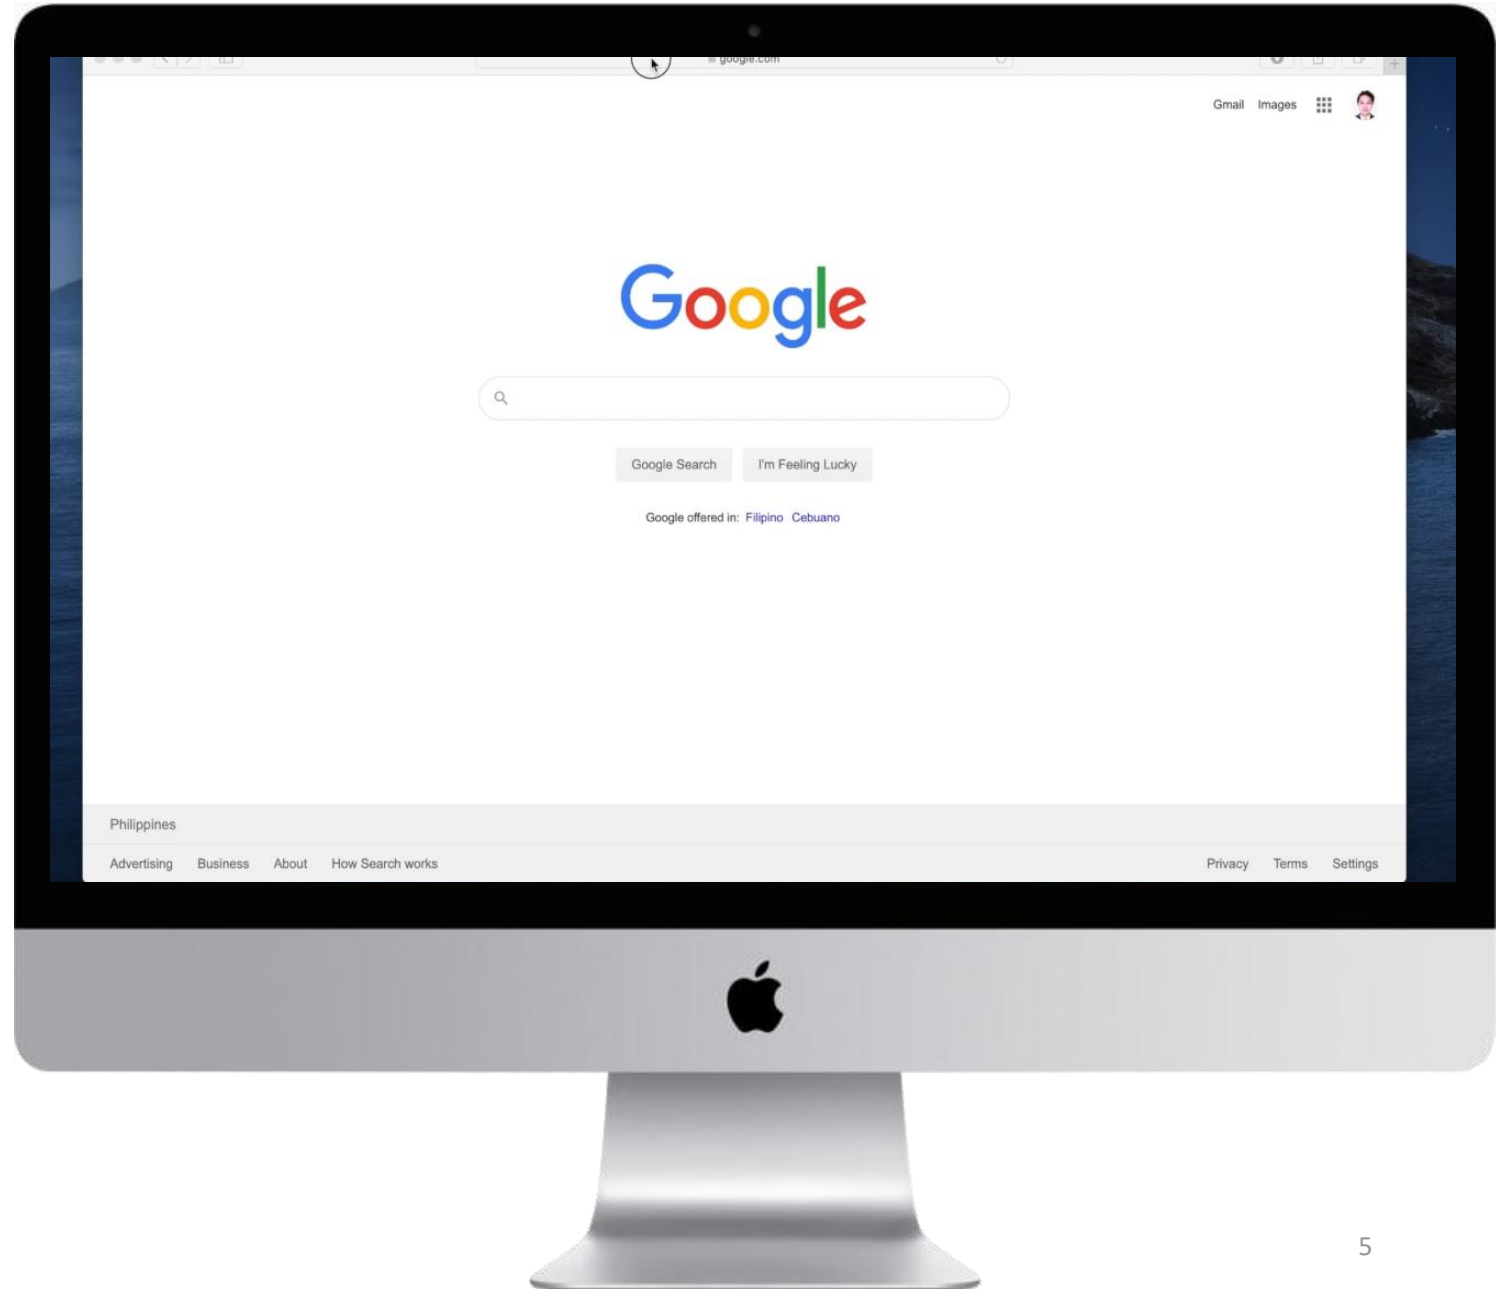 google.com
Gmail Images
Google
Google Search I'm Feeling Lucky
Google offered in: Filipino Cebuano
Philippines
Advertising Business About How Search works Privacy Terms Settings
5